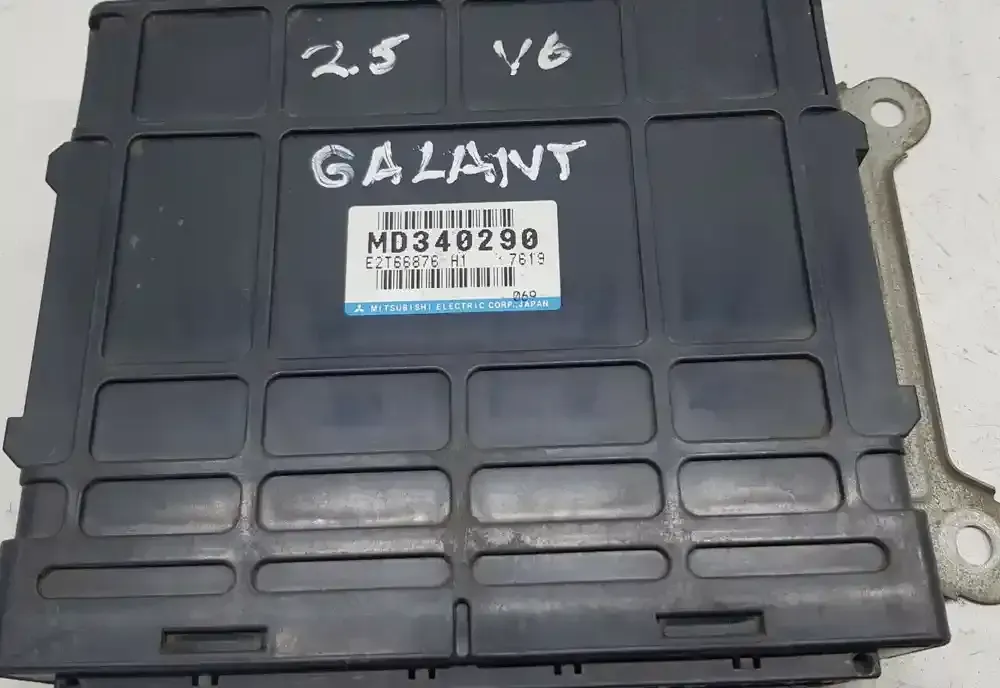 2.5 V6
GALANT
MD340290
E2T66876 H1 7619
069
MITSUBISHI ELECTRIC CORP. JAPAN